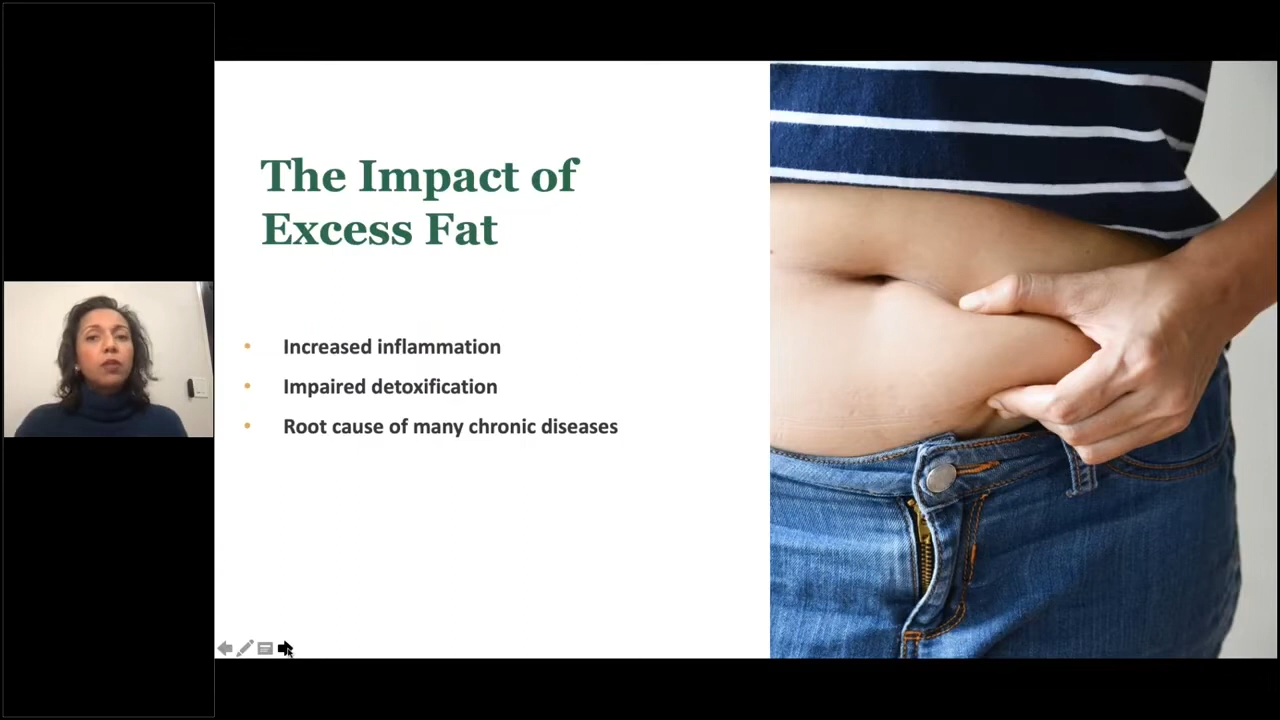 The Impact of
Excess Fat
• Increased inflammation
• Impaired detoxification
• Root cause of many chronic diseases